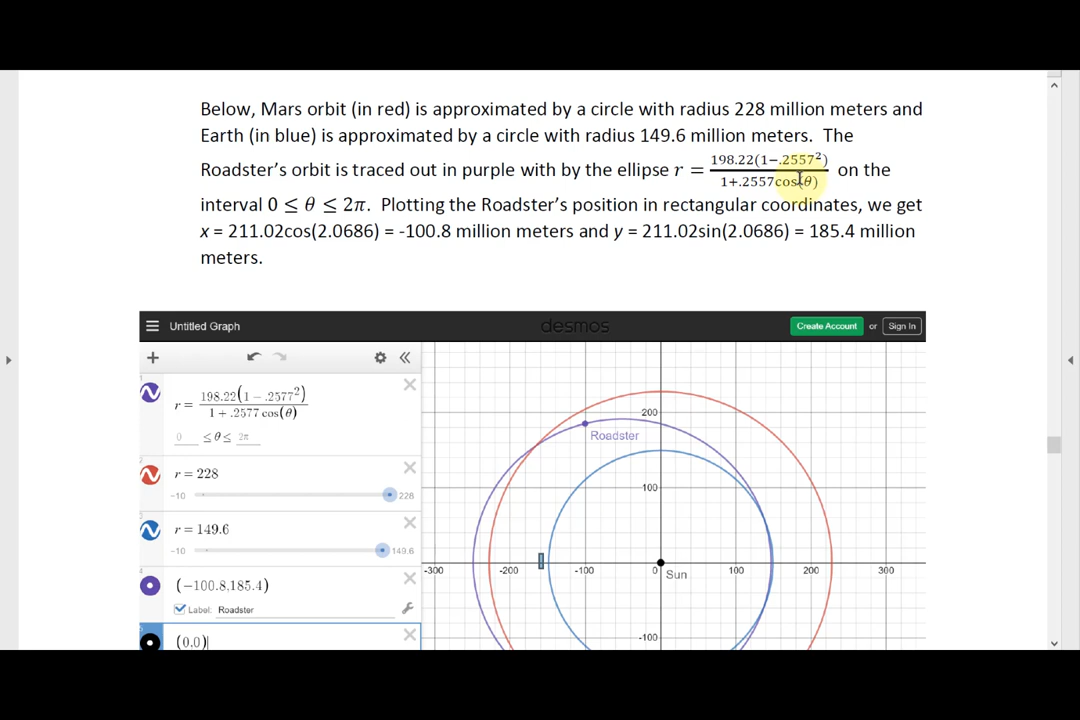 Below, Mars orbit (in red) is approximated by a circle with radius 228 million meters and
Earth (in blue) is approximated by a circle with radius 149.6 million meters. The
Roadster's orbit is traced out in purple with by the ellipse r = 198.22(1−.2557²) / 1+.2557cos(θ) on the
interval 0 ≤ θ ≤ 2π. Plotting the Roadster's position in rectangular coordinates, we get
x = 211.02cos(2.0686) = -100.8 million meters and y = 211.02sin(2.0686) = 185.4 million
meters.
Untitled Graph desmos Create Account or Sign In
1
r = 198.22(1 − .2577²) / 1 + .2577 cos(θ)
0 ≤ θ ≤ 2π
r = 228
-10 228
r = 149.6
-10 149.6
4
(−100.8,185.4)
Label: Roadster
(0,0)
200
Roadster
100
-300 -200 -100 0 100 200 300
Sun
-100